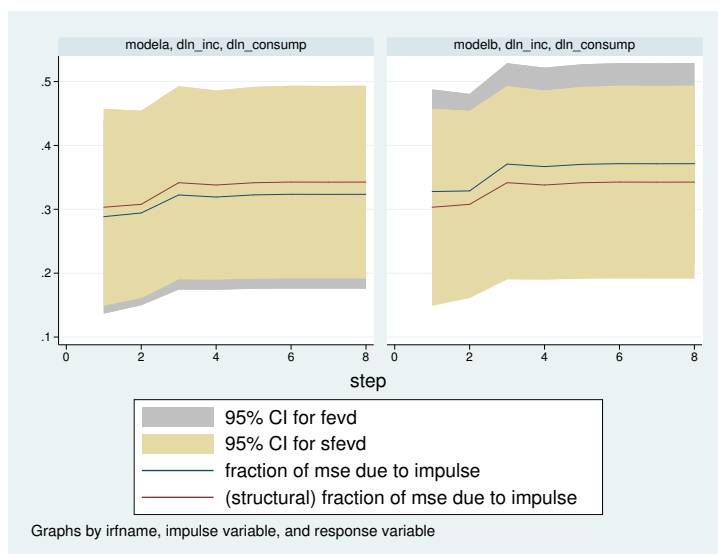 modela, dln_inc, dln_consump
modelb, dln_inc, dln_consump
.5
.4
.3
.2
.1
0 2 4 6 8
0 2 4 6 8
step
95% CI for fevd
95% CI for sfevd
fraction of mse due to impulse
(structural) fraction of mse due to impulse
Graphs by irfname, impulse variable, and response variable